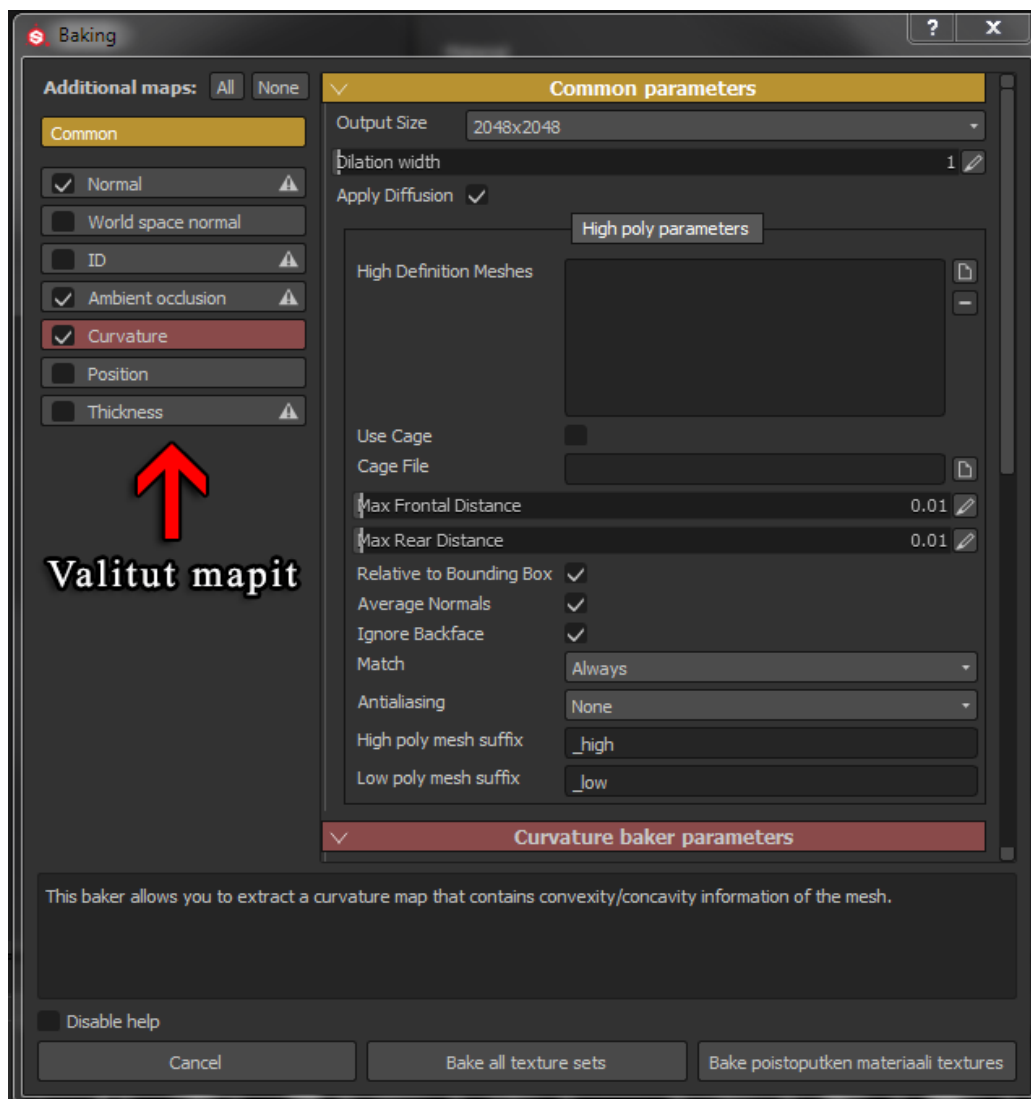 Baking
Additional maps: All None
Common
Normal
World space normal
ID
Ambient occlusion
Curvature
Position
Thickness
Valitut mapit
Common parameters
Output Size 2048x2048
Dilation width 1
Apply Diffusion
High poly parameters
High Definition Meshes
Use Cage
Cage File
Max Frontal Distance 0.01
Max Rear Distance 0.01
Relative to Bounding Box
Average Normals
Ignore Backface
Match Always
Antialiasing None
High poly mesh suffix _high
Low poly mesh suffix _low
Curvature baker parameters
This baker allows you to extract a curvature map that contains convexity/concavity information of the mesh.
Disable help
Cancel Bake all texture sets Bake poistoputken materiaali textures